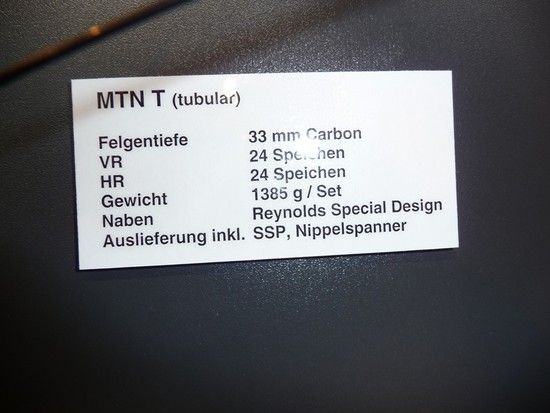 MTN T (tubular)
Felgentiefe 33 mm Carbon
VR 24 Speichen
HR 24 Speichen
Gewicht 1385 g / Set
Naben Reynolds Special Design
Auslieferung inkl. SSP, Nippelspanner